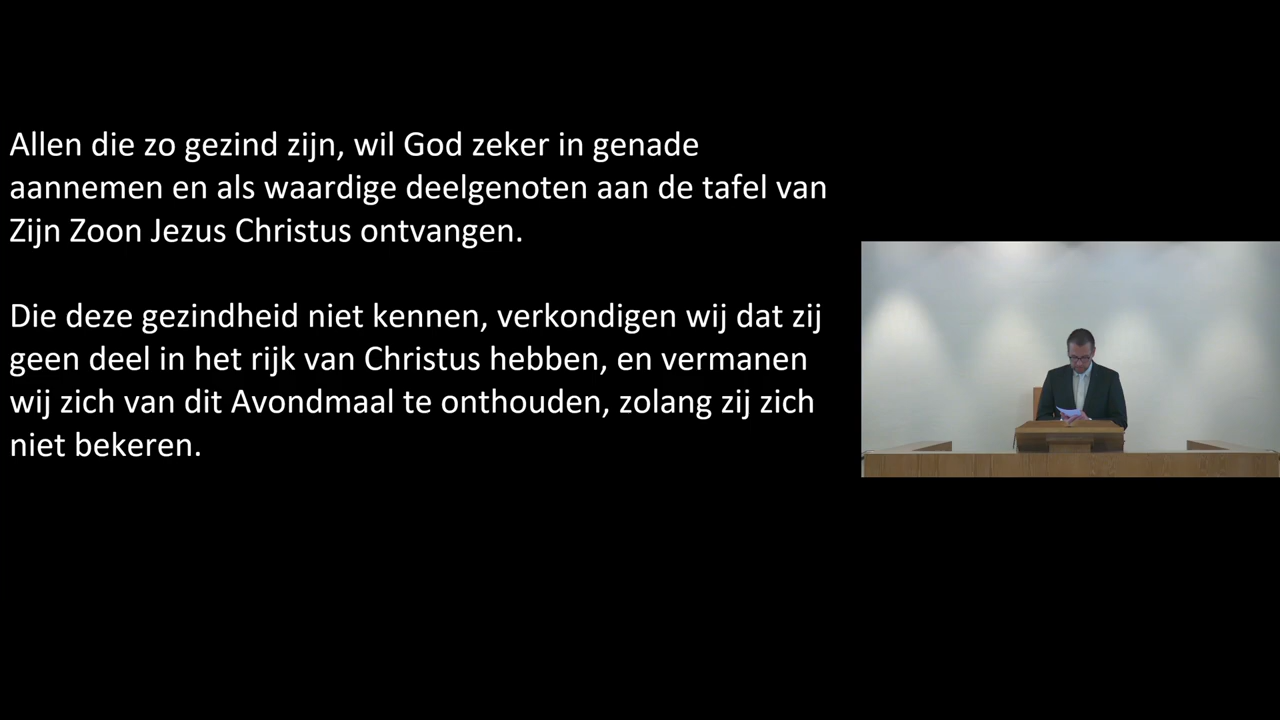 Allen die zo gezind zijn, wil God zeker in genade
aannemen en als waardige deelgenoten aan de tafel van
Zijn Zoon Jezus Christus ontvangen.
Die deze gezindheid niet kennen, verkondigen wij dat zij
geen deel in het rijk van Christus hebben, en vermanen
wij zich van dit Avondmaal te onthouden, zolang zij zich
niet bekeren.